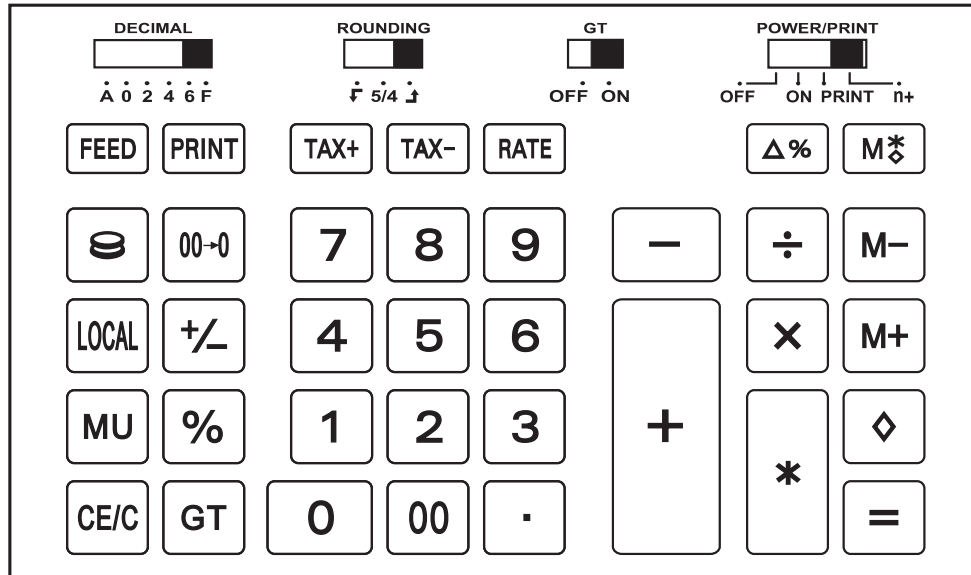 DECIMAL ROUNDING GT POWER/PRINT
A 0 2 4 6 F 5/4 OFF ON OFF ON PRINT n+
FEED PRINT TAX+ TAX− RATE △% M*◇
00→0 7 8 9 − ÷ M−
LOCAL +/− 4 5 6 × M+
MU % 1 2 3 + ◇
CE/C GT 0 00 . * =